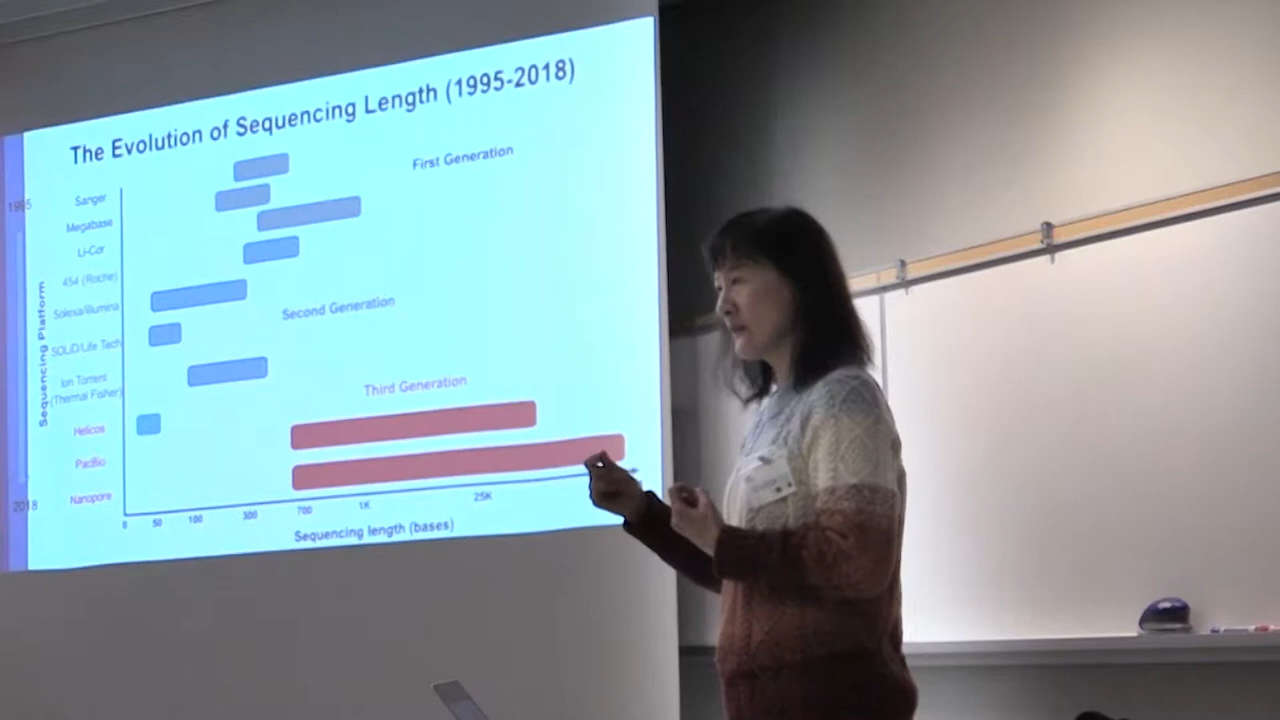 The Evolution of Sequencing Length (1995-2018)
First Generation
1995
Sanger
Megabase
Li-Cor
454 (Roche)
Solexa/Illumina
Second Generation
SOLiD/Life Tech
Ion Torrent
(Thermal Fisher)
Third Generation
Helicos
PacBio
Nanopore
2018
Sequencing Platform
0 50 100 300 700 1K 25K
Sequencing length (bases)